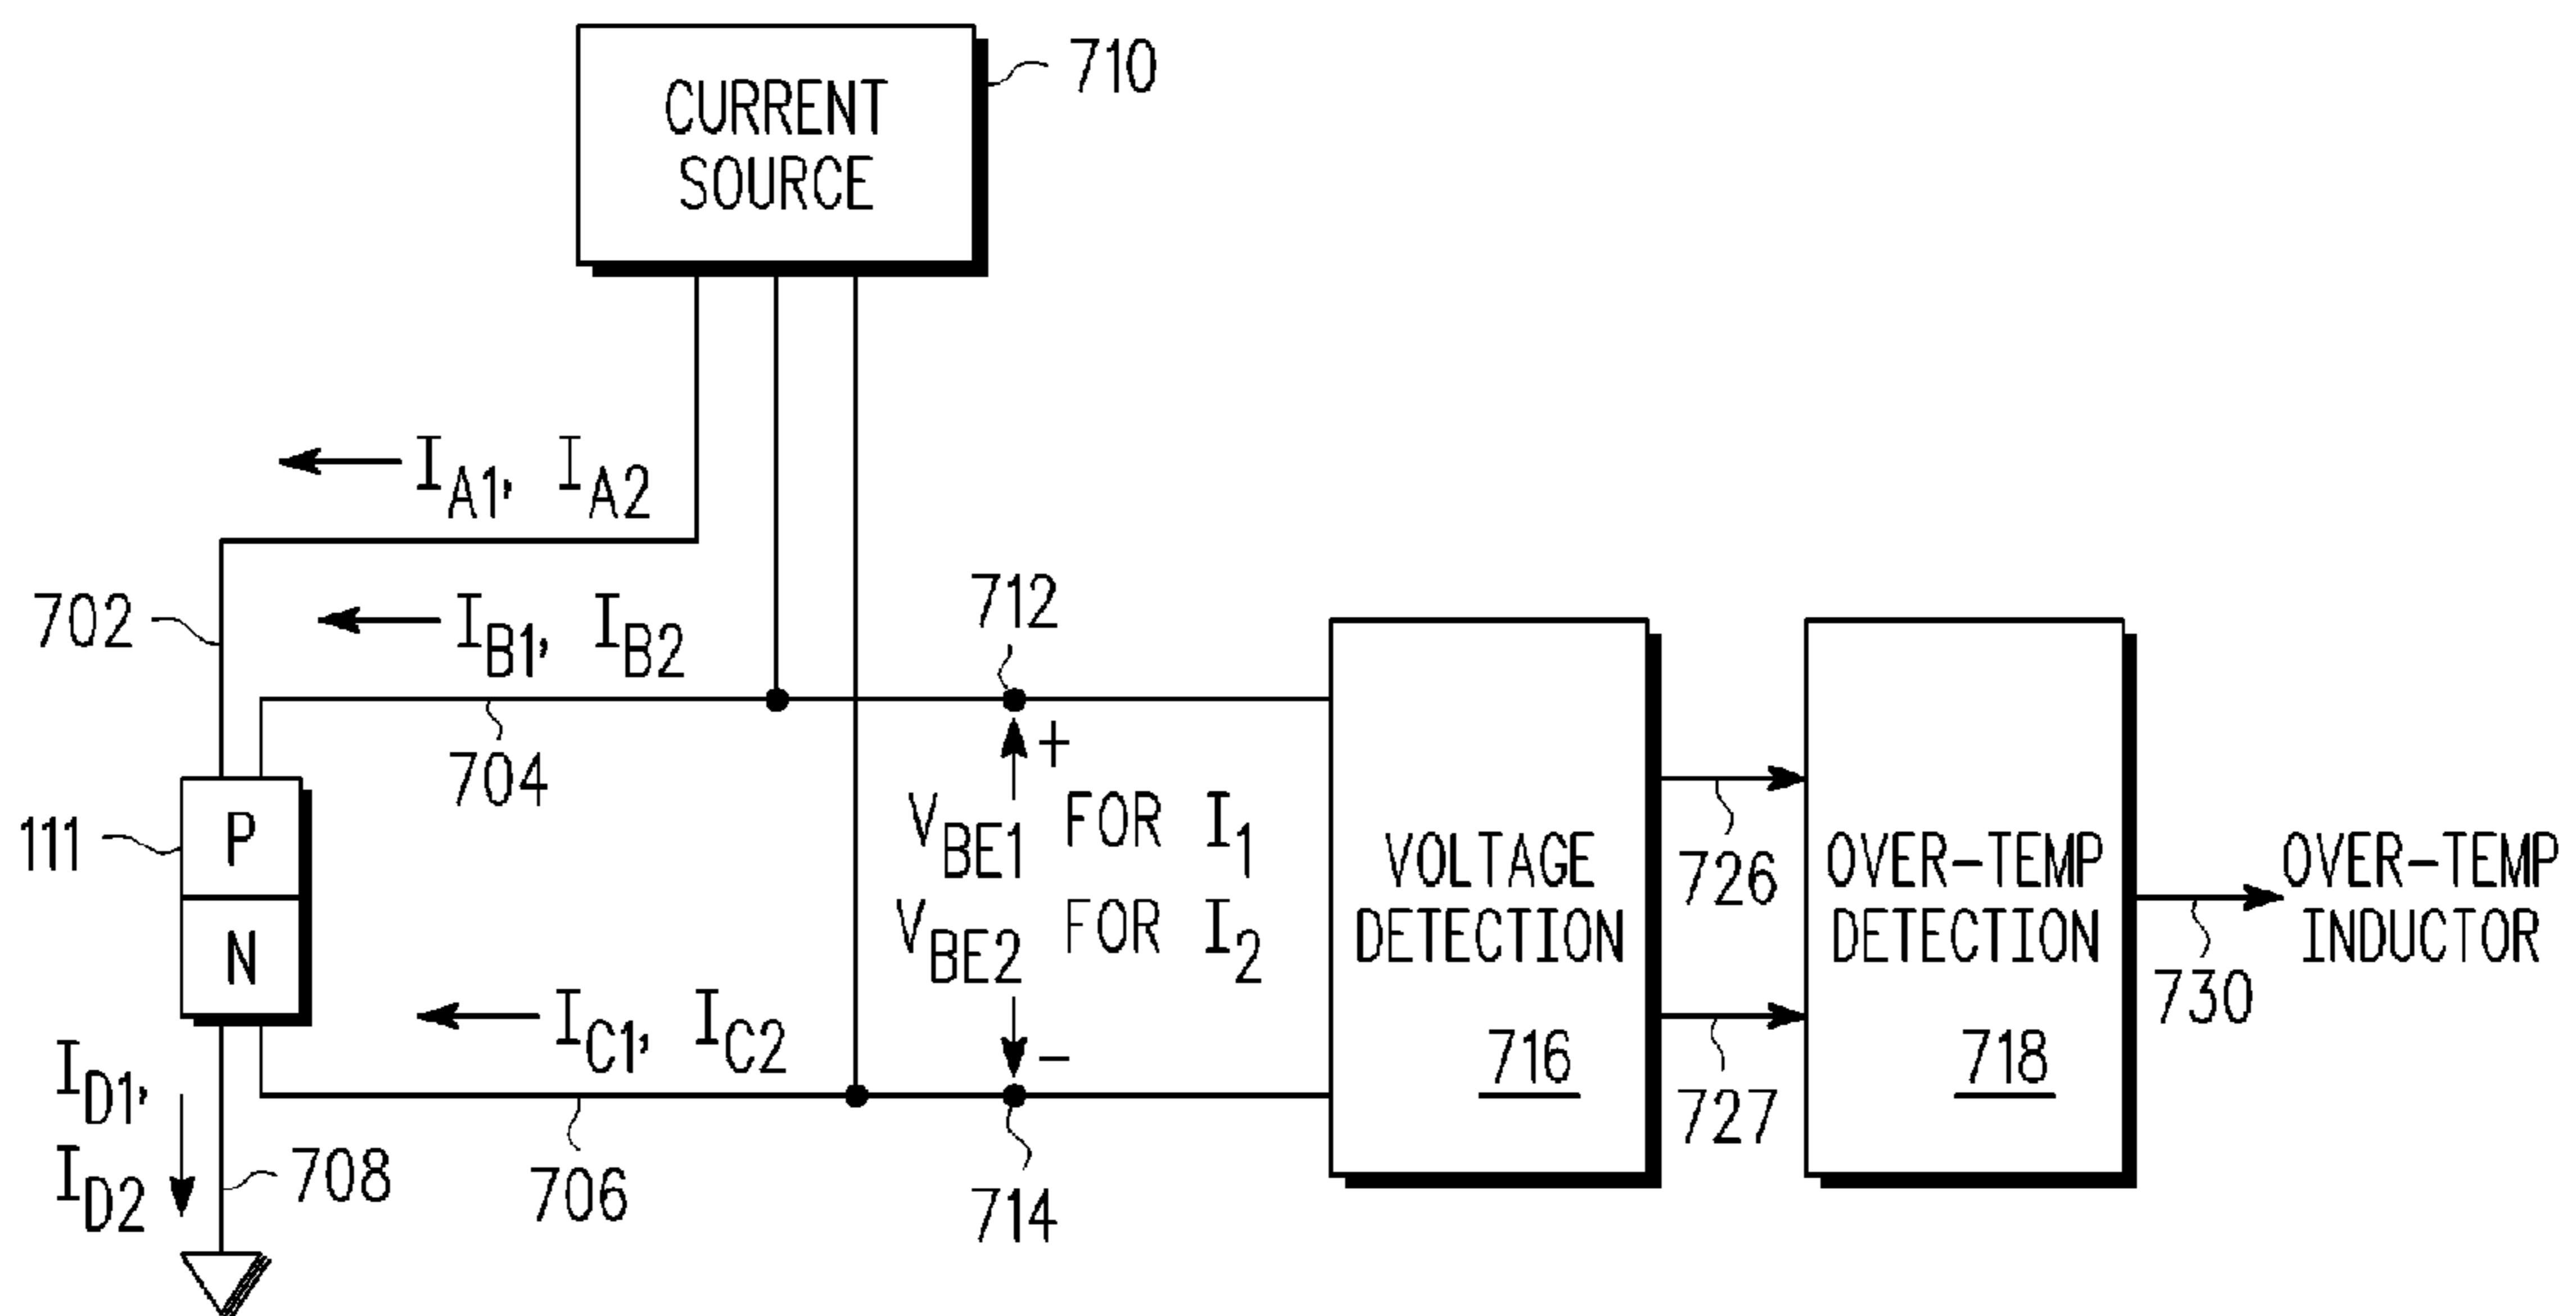 CURRENT
SOURCE
710
I_A1, I_A2
702
I_B1, I_B2
712
704
+
111
P
N
V_BE1 FOR I_1
V_BE2 FOR I_2
-
VOLTAGE
DETECTION
716
726
727
OVER-TEMP
DETECTION
718
730
OVER-TEMP
INDUCTOR
I_C1, I_C2
I_D1,
I_D2
708
706
714